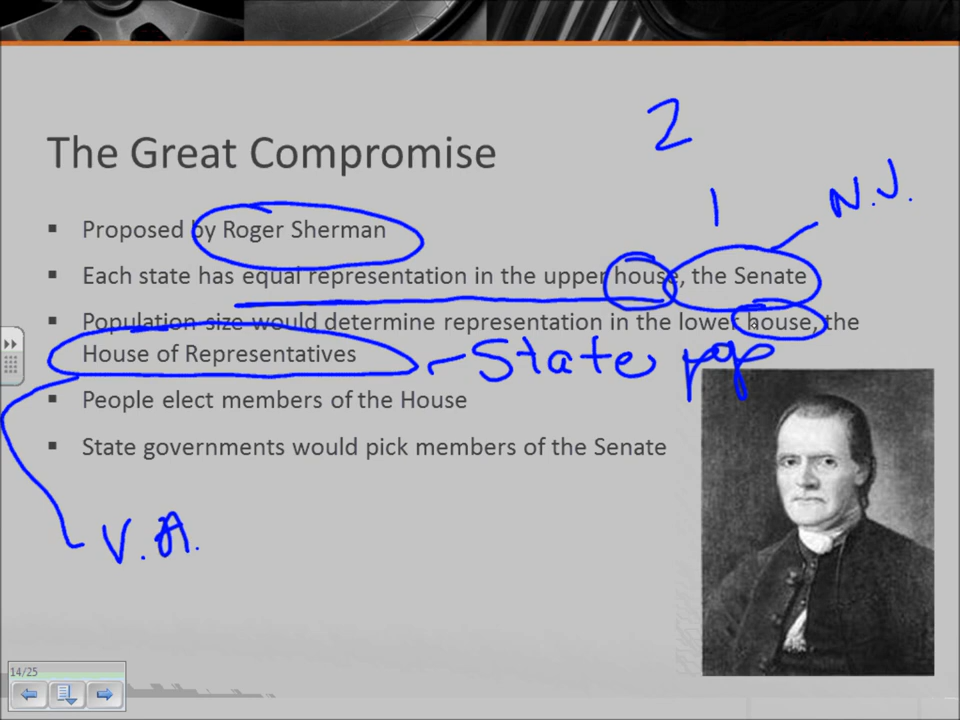 2
The Great Compromise
1
N.J.
▪ Proposed by Roger Sherman
▪ Each state has equal representation in the upper house, the Senate
▪ Population size would determine representation in the lower house, the
House of Representatives
- State pop
▪ People elect members of the House
▪ State governments would pick members of the Senate
V.A.
14/25